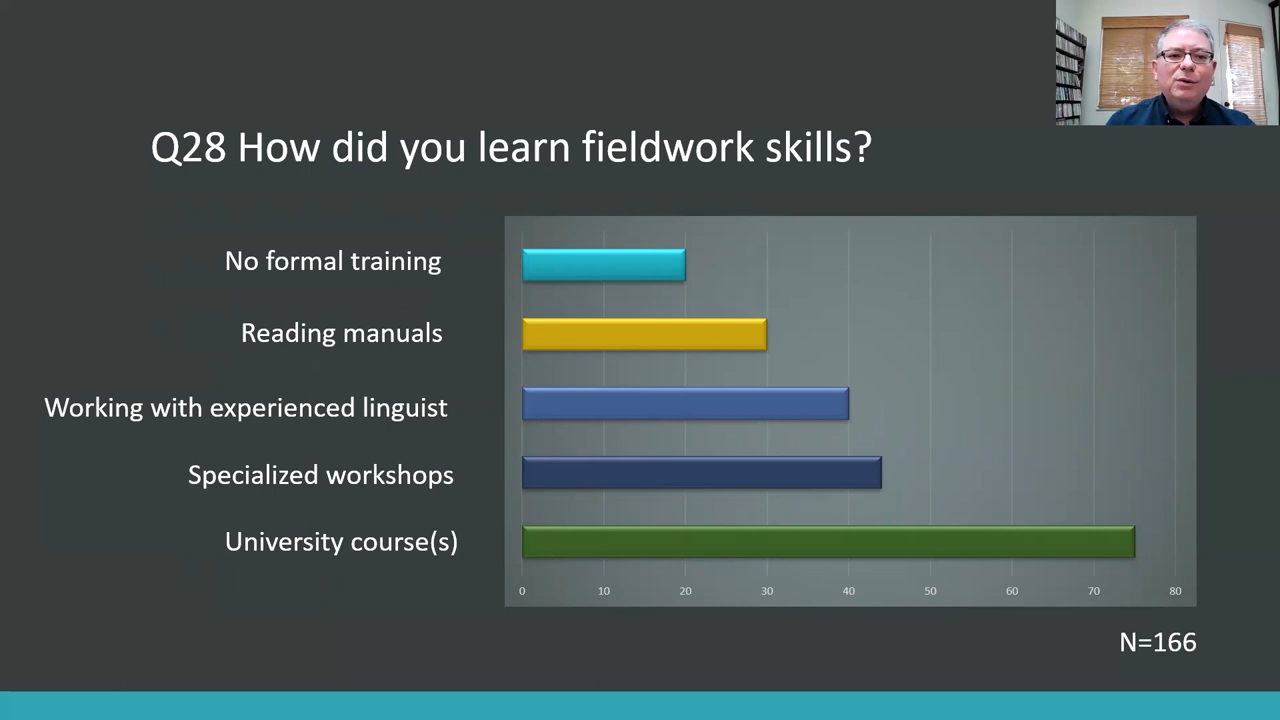 Q28 How did you learn fieldwork skills?
No formal training
Reading manuals
Working with experienced linguist
Specialized workshops
University course(s)
0 10 20 30 40 50 60 70 80
N=166